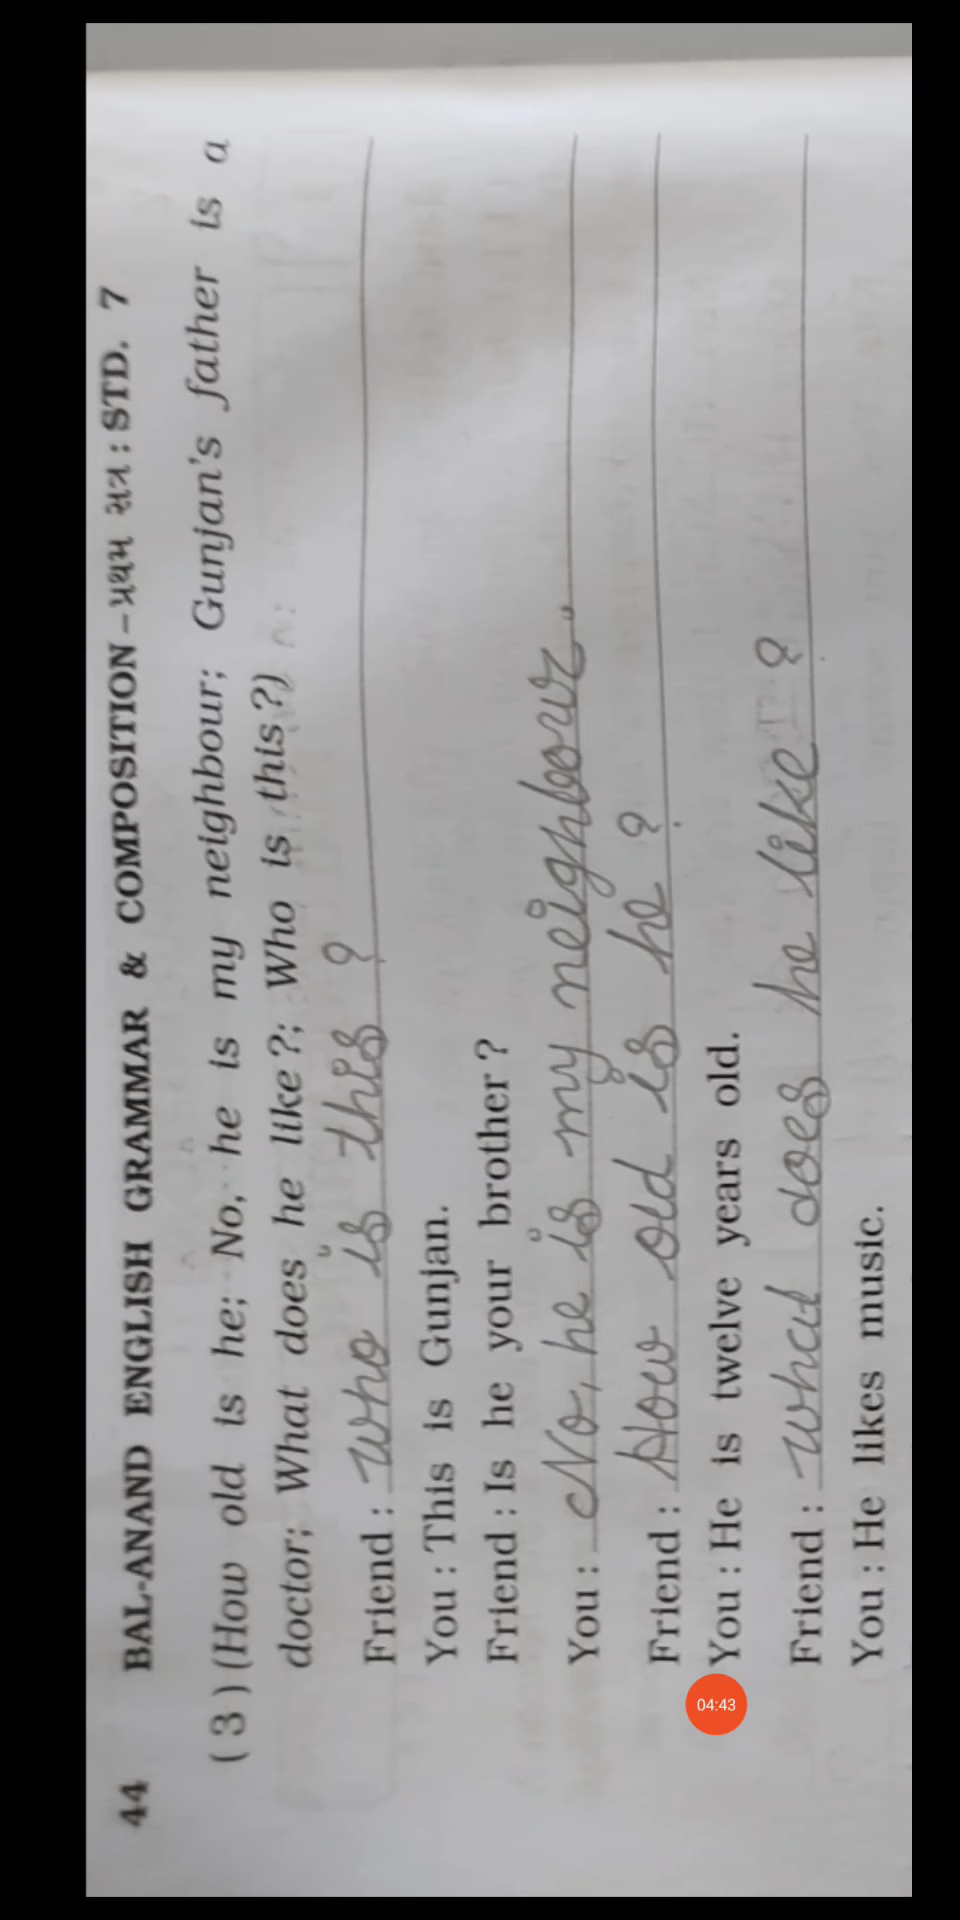 44 BAL-ANAND ENGLISH GRAMMAR & COMPOSITION – પ્રથમ સત્ર : STD. 7
( 3 ) (How old is he; No, he is my neighbour; Gunjan's father is a
doctor; What does he like ?; Who is this ?)
Friend : who is this ?
You : This is Gunjan.
Friend : Is he your brother ?
You : No, he is my neighbour.
Friend : How old is he ?
You : He is twelve years old.
Friend : what does he like ?
You : He likes music.
04:43